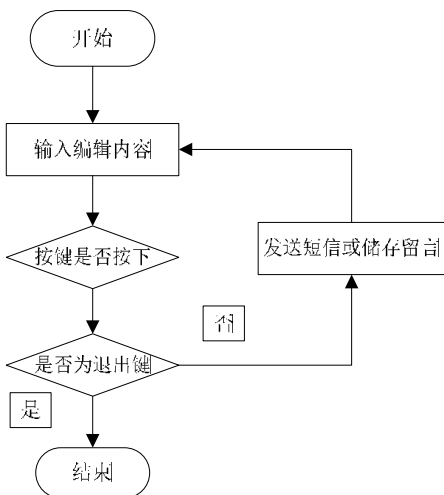 开始
输入编辑内容
按键是否按下
发送短信或储存留言
否
是否为退出键
是
结束